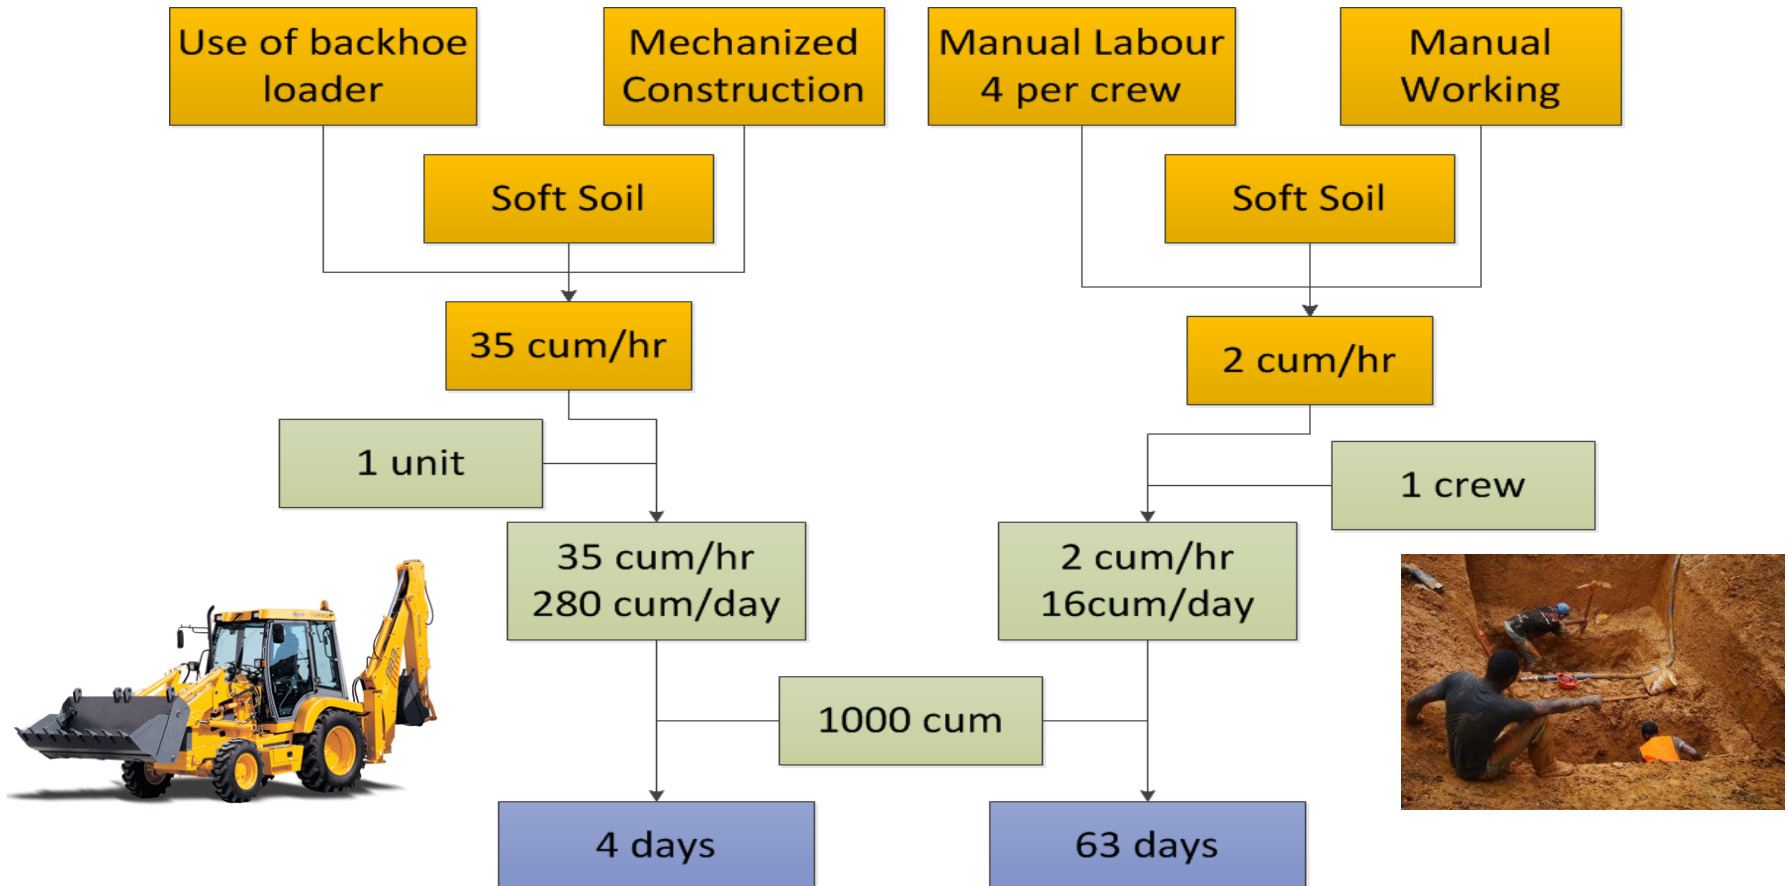 Use of backhoe
loader
Mechanized
Construction
Manual Labour
4 per crew
Manual
Working
Soft Soil
Soft Soil
35 cum/hr
2 cum/hr
1 unit
1 crew
35 cum/hr
280 cum/day
2 cum/hr
16cum/day
1000 cum
4 days
63 days